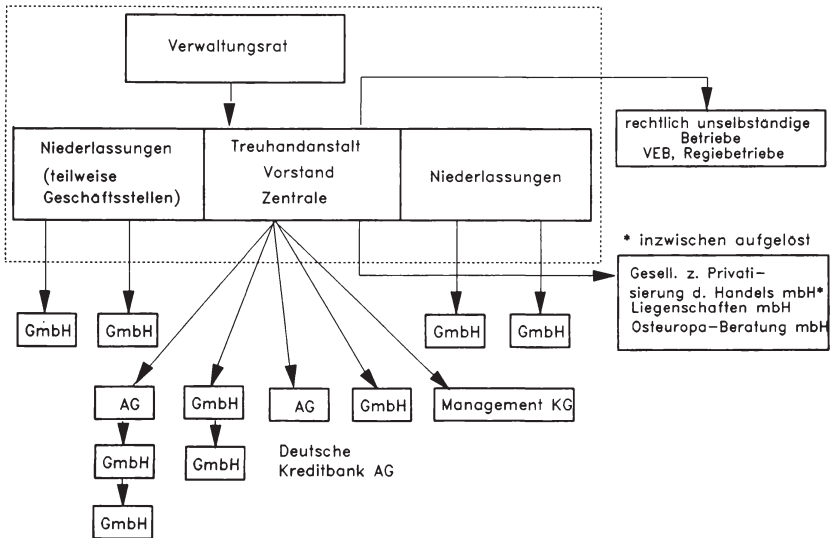 Verwaltungsrat
rechtlich unselbständige
Betriebe
VEB, Regiebetriebe
Niederlassungen
(teilweise
Geschäftsstellen)
Treuhandanstalt
Vorstand
Zentrale
Niederlassungen
* inzwischen aufgelöst
Gesell. z. Privati-
sierung d. Handels mbH*
Liegenschaften mbH
Osteuropa-Beratung mbH
GmbH
GmbH
GmbH
GmbH
AG
GmbH
AG
GmbH
Management KG
GmbH
GmbH
Deutsche
Kreditbank AG
GmbH